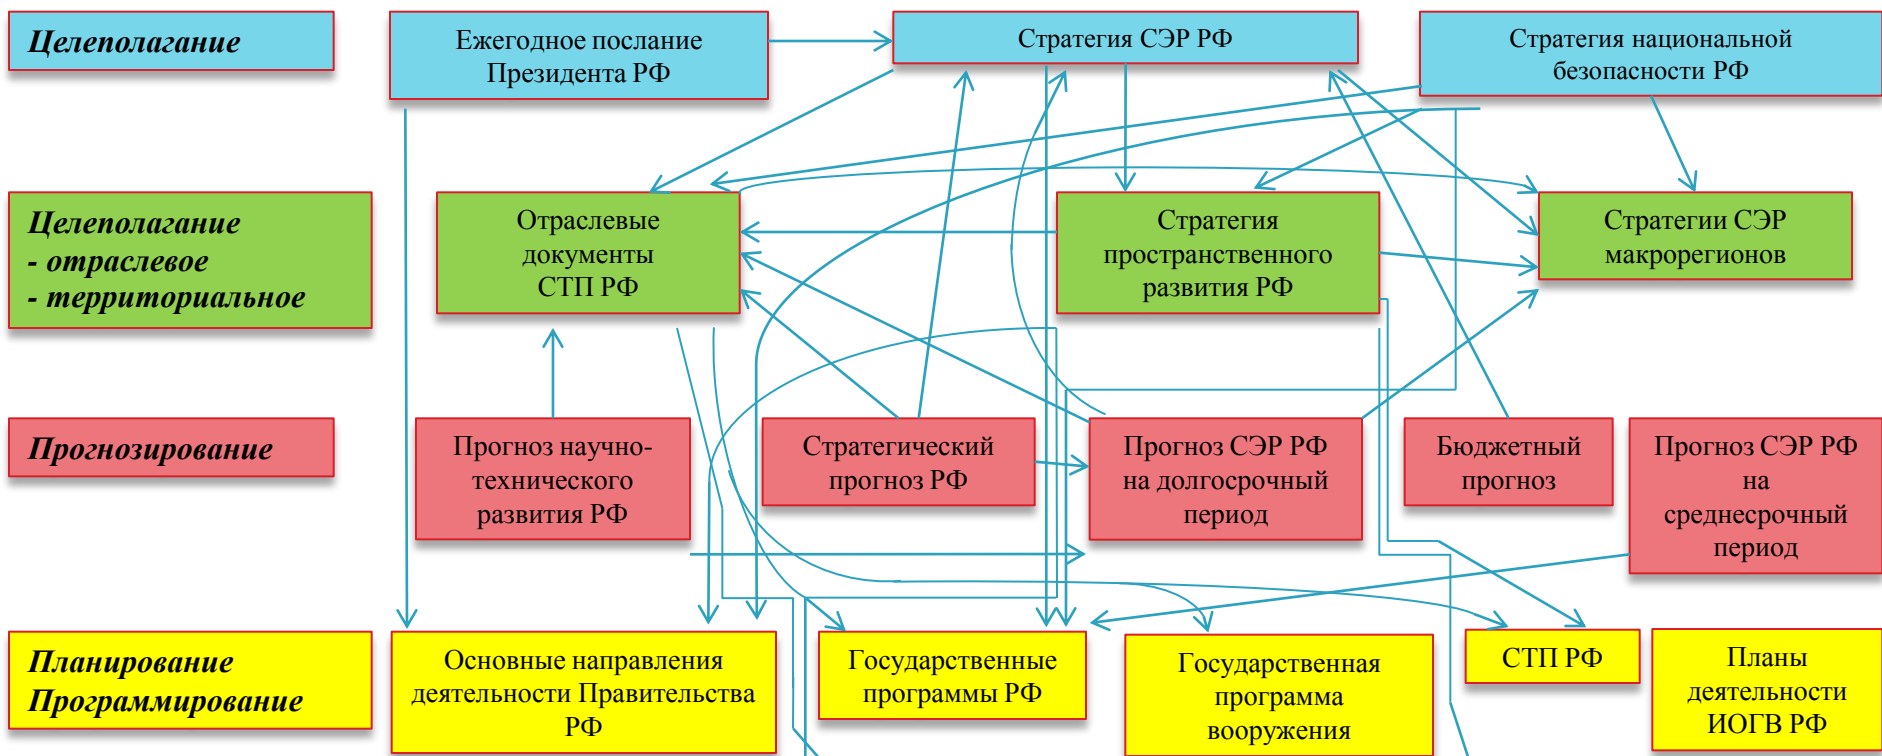 Целеполагание
Ежегодное послание
Президента РФ
Стратегия СЭР РФ
Стратегия национальной
безопасности РФ
Целеполагание
- отраслевое
- территориальное
Отраслевые
документы
СТП РФ
Стратегия
пространственного
развития РФ
Стратегии СЭР
макрорегионов
Прогнозирование
Прогноз научно-
технического
развития РФ
Стратегический
прогноз РФ
Прогноз СЭР РФ
на долгосрочный
период
Бюджетный
прогноз
Прогноз СЭР РФ
на
среднесрочный
период
Планирование
Программирование
Основные направления
деятельности Правительства
РФ
Государственные
программы РФ
Государственная
программа
вооружения
СТП РФ
Планы
деятельности
ИОГВ РФ